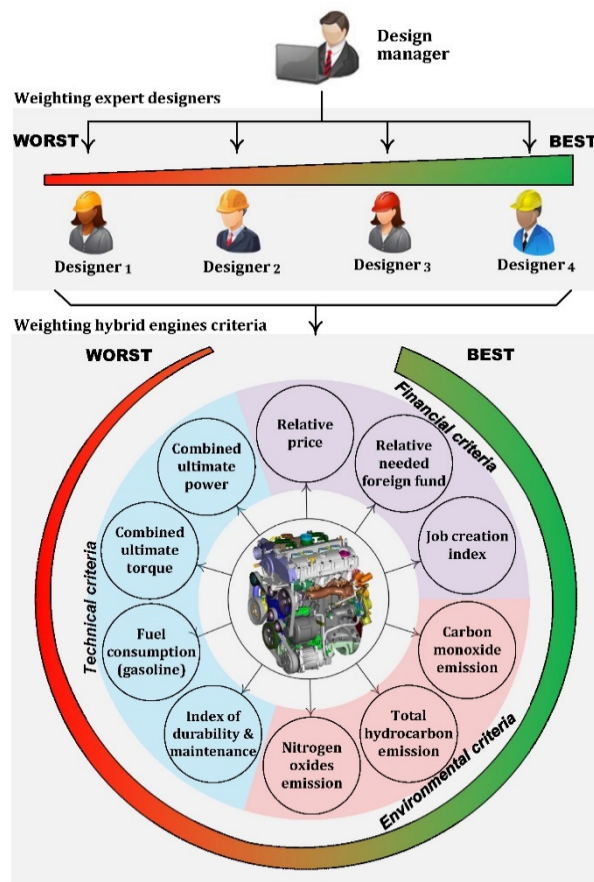 Design
manager
Weighting expert designers
WORST
BEST
Designer 1
Designer 2
Designer 3
Designer 4
Weighting hybrid engines criteria
WORST
BEST
Financial criteria
Relative
price
Relative
needed
foreign fund
Job creation
index
Carbon
monoxide
emission
Total
hydrocarbon
emission
Environmental criteria
Nitrogen
oxides
emission
Index of
durability &
maintenance
Fuel
consumption
(gasoline)
Technical criteria
Combined
ultimate
torque
Combined
ultimate
power